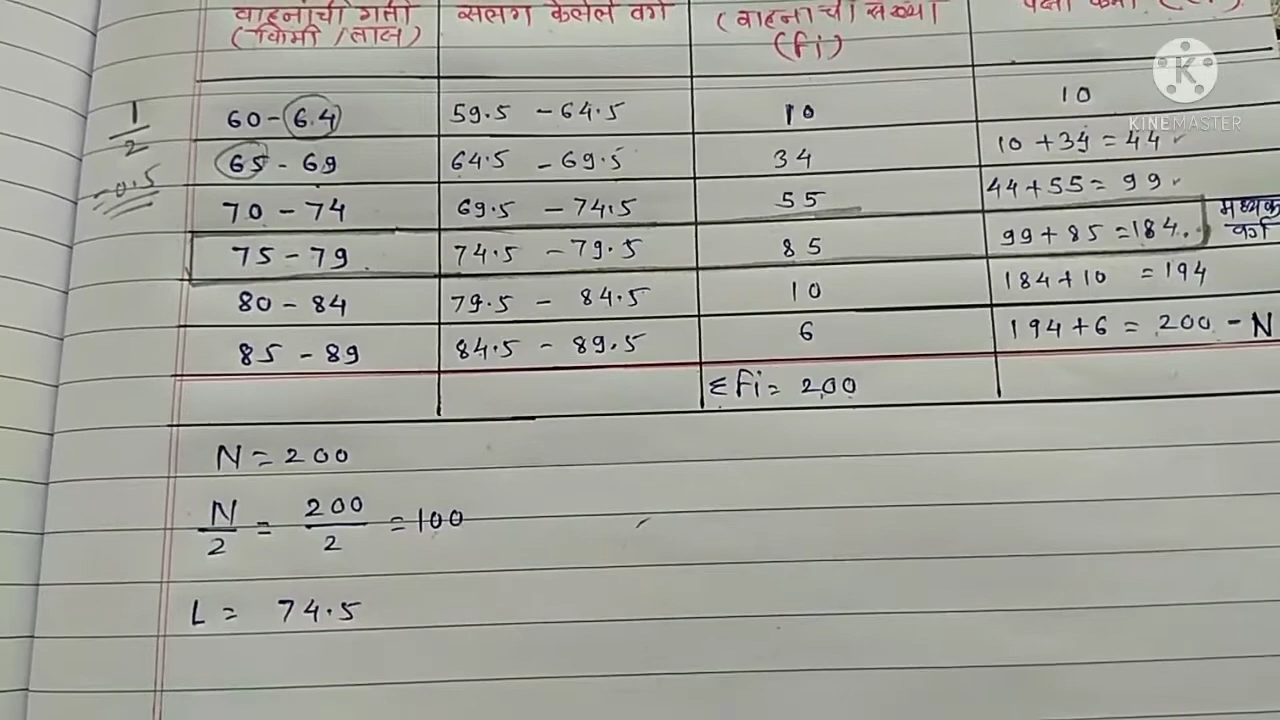 वाहनांची गती सलग केलेले वर्ग (वाहनांची संख्या
(किमी/तास) (fi)
60-64 59.5 - 64.5 10 10
65 - 69 64.5 - 69.5 34 10 + 34 = 44
70 - 74 69.5 - 74.5 55 44 + 55 = 99
75 - 79 74.5 - 79.5 85 99 + 85 = 184. मध्यक
वर्ग
80 - 84 79.5 - 84.5 10 184 + 10 = 194
85 - 89 84.5 - 89.5 6 194 + 6 = 200 - N
Σfi = 200
1
2
0.5
KINEMASTER
N = 200
N/2 = 200/2 = 100
L = 74.5